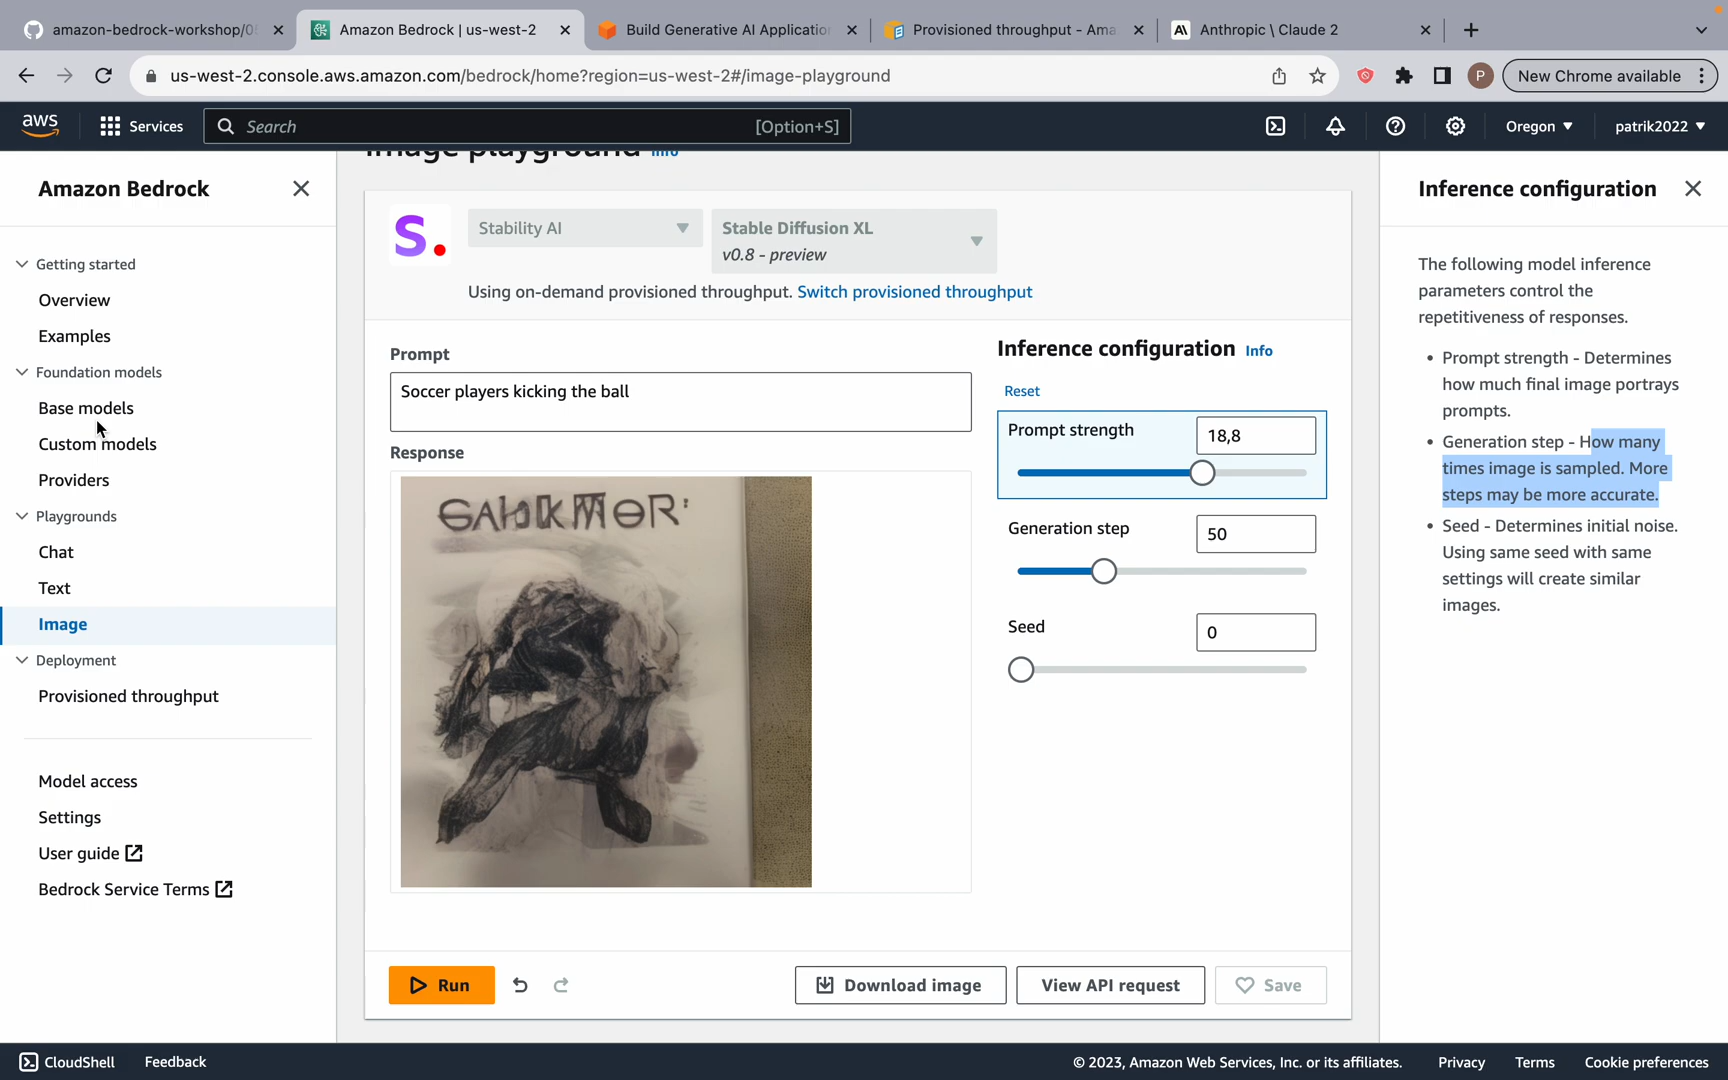 amazon-bedrock-workshop/0
Amazon Bedrock | us-west-2
Build Generative AI Application
Provisioned throughput - Ama
Anthropic \ Claude 2
us-west-2.console.aws.amazon.com/bedrock/home?region=us-west-2#/image-playground
P
New Chrome available
aws
Services
Search
[Option+S]
Oregon
patrik2022
Amazon Bedrock
Getting started
Overview
Examples
Foundation models
Base models
Custom models
Providers
Playgrounds
Chat
Text
Image
Deployment
Provisioned throughput
Model access
Settings
User guide
Bedrock Service Terms
Image playground Info
S.
Stability AI
Stable Diffusion XL
v0.8 - preview
Using on-demand provisioned throughput. Switch provisioned throughput
Prompt
Soccer players kicking the ball
Response
Inference configuration Info
Reset
Prompt strength
18,8
Generation step
50
Seed
0
Run
Download image
View API request
Save
Inference configuration
The following model inference
parameters control the
repetitiveness of responses.
• Prompt strength - Determines
how much final image portrays
prompts.
• Generation step - How many
times image is sampled. More
steps may be more accurate.
• Seed - Determines initial noise.
Using same seed with same
settings will create similar
images.
CloudShell
Feedback
© 2023, Amazon Web Services, Inc. or its affiliates.
Privacy
Terms
Cookie preferences